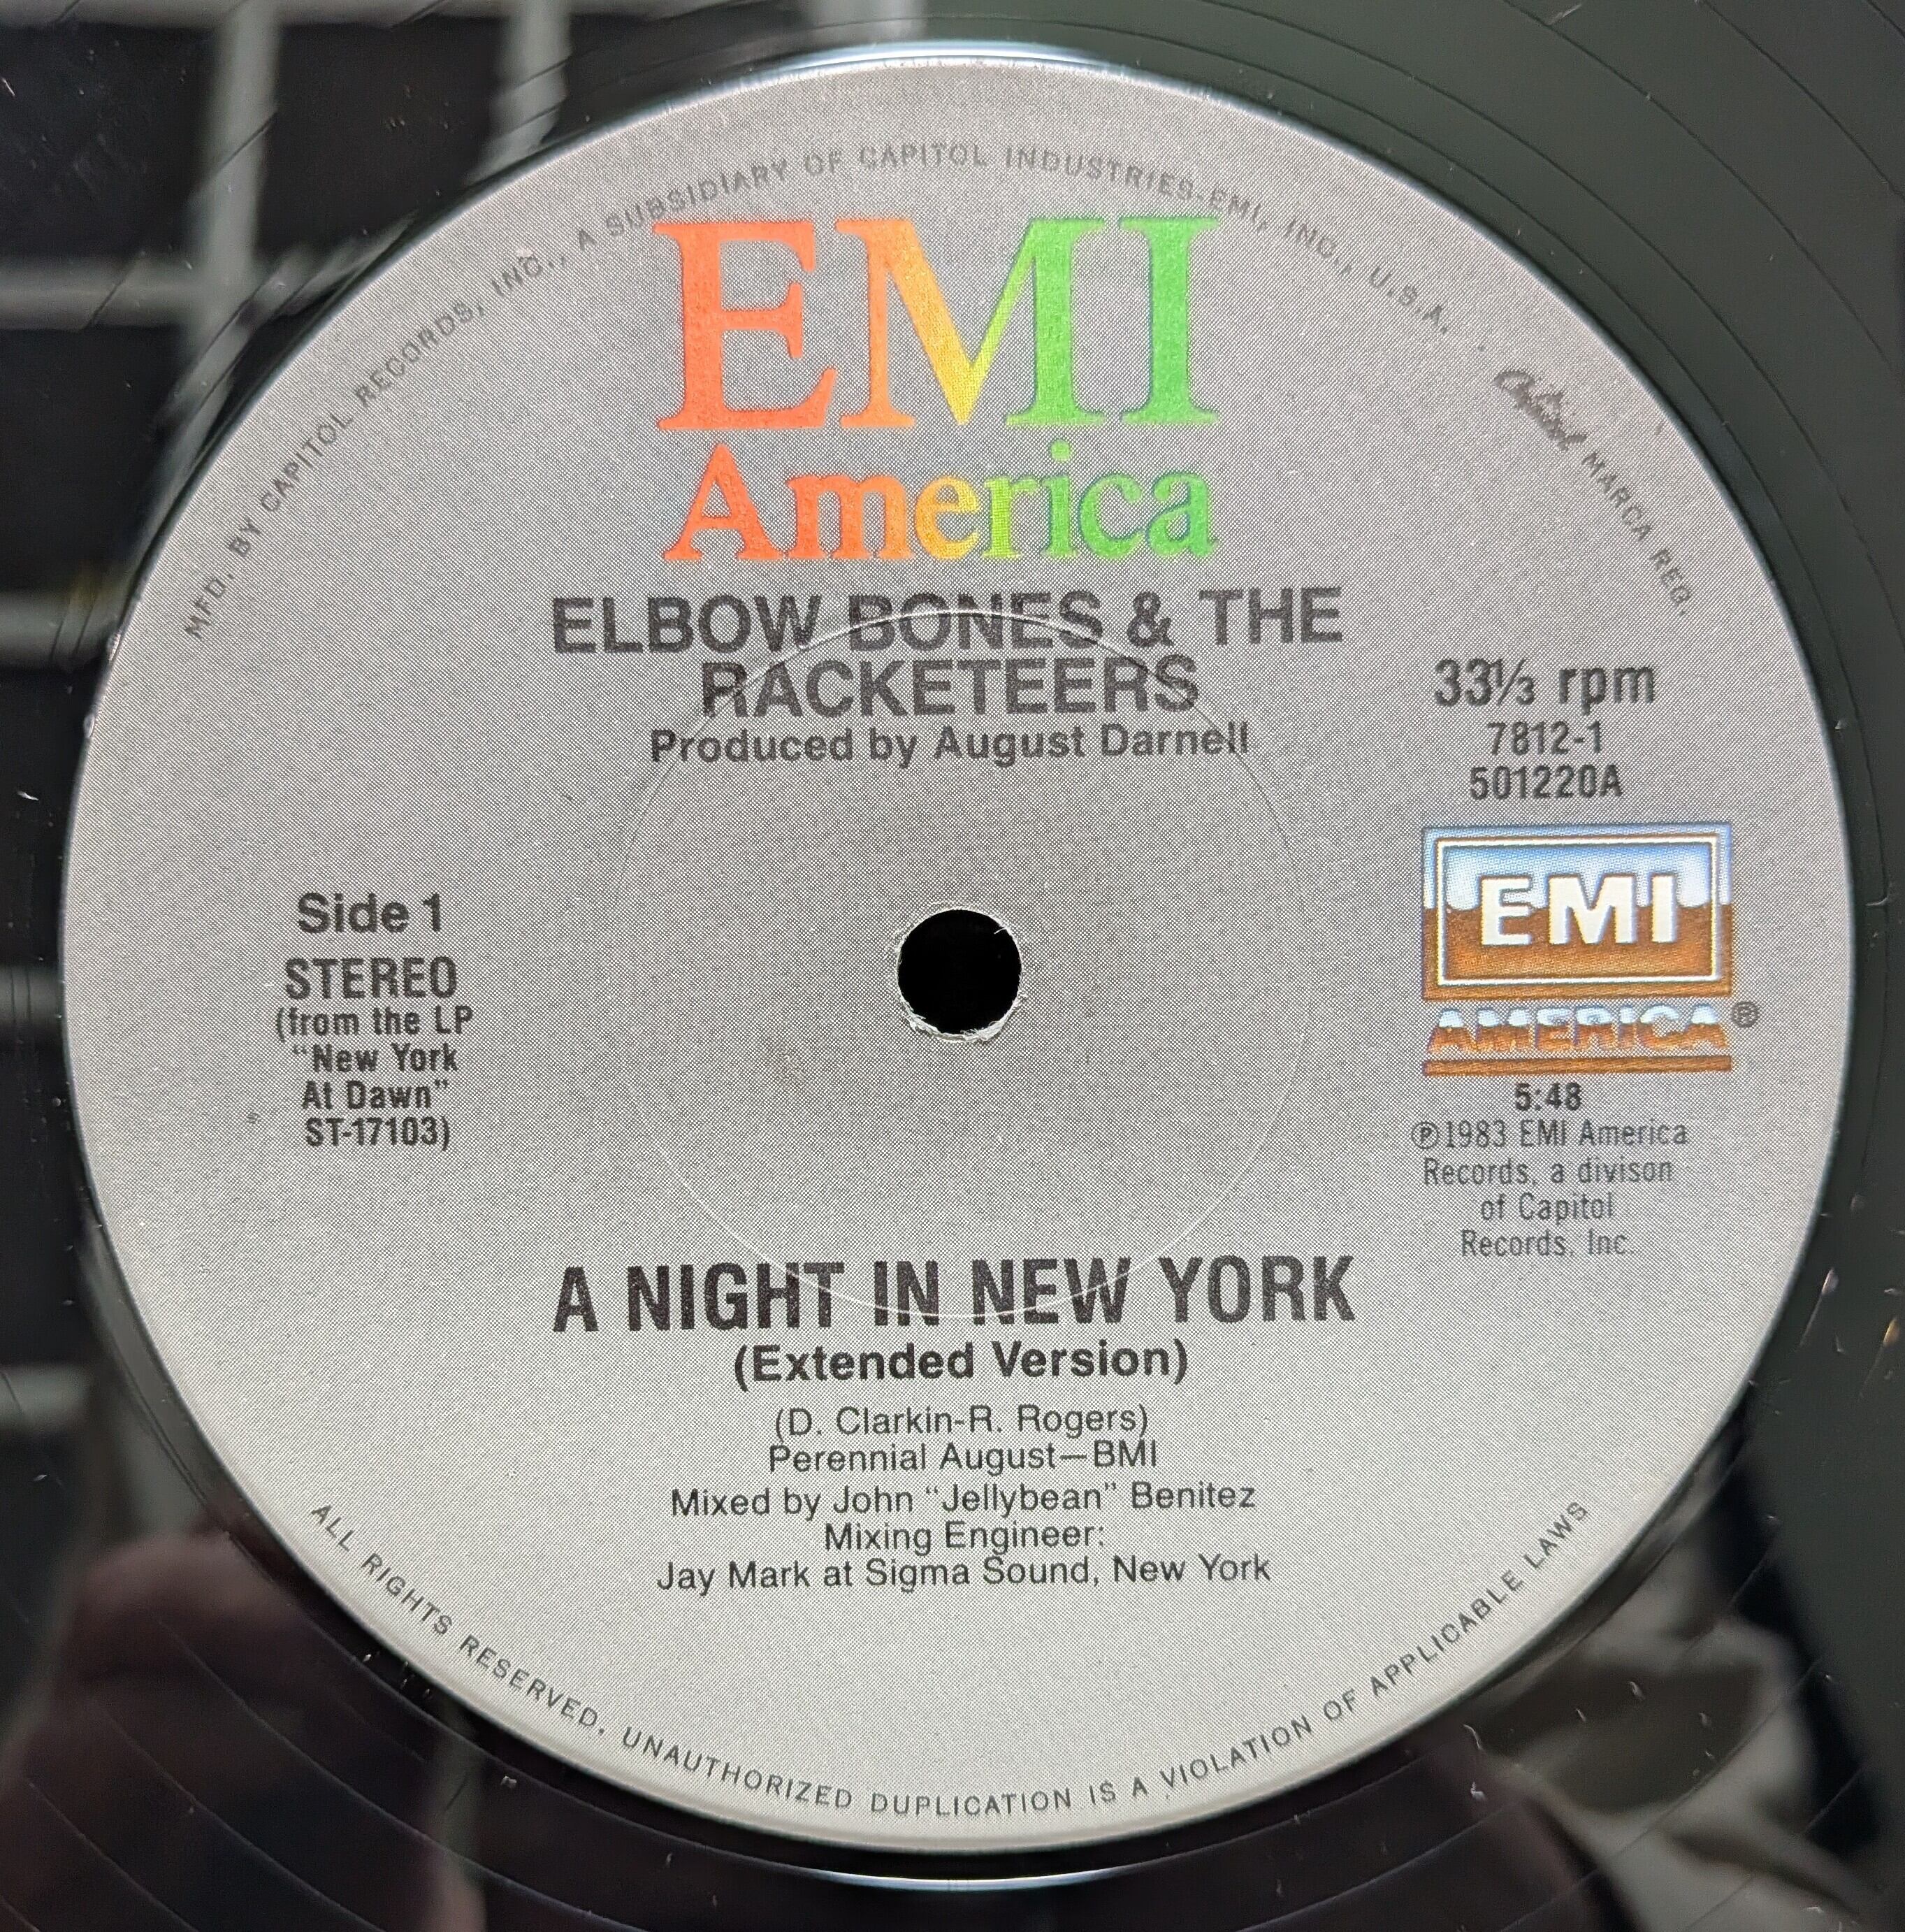 MFD. BY CAPITOL RECORDS, INC., A SUBSIDIARY OF CAPITOL INDUSTRIES-EMI, INC., U.S.A. · Capitol MARCA REG.
EMI
America
ELBOW BONES & THE
RACKETEERS
Produced by August Darnell
33⅓ rpm
7812-1
501220A
EMI
AMERICA®
Side 1
STEREO
(from the LP
"New York
At Dawn"
ST-17103)
5:48
℗1983 EMI America
Records, a divison
of Capitol
Records, Inc.
A NIGHT IN NEW YORK
(Extended Version)
(D. Clarkin-R. Rogers)
Perennial August—BMI
Mixed by John "Jellybean" Benitez
Mixing Engineer:
Jay Mark at Sigma Sound, New York
ALL RIGHTS RESERVED. UNAUTHORIZED DUPLICATION IS A VIOLATION OF APPLICABLE LAWS